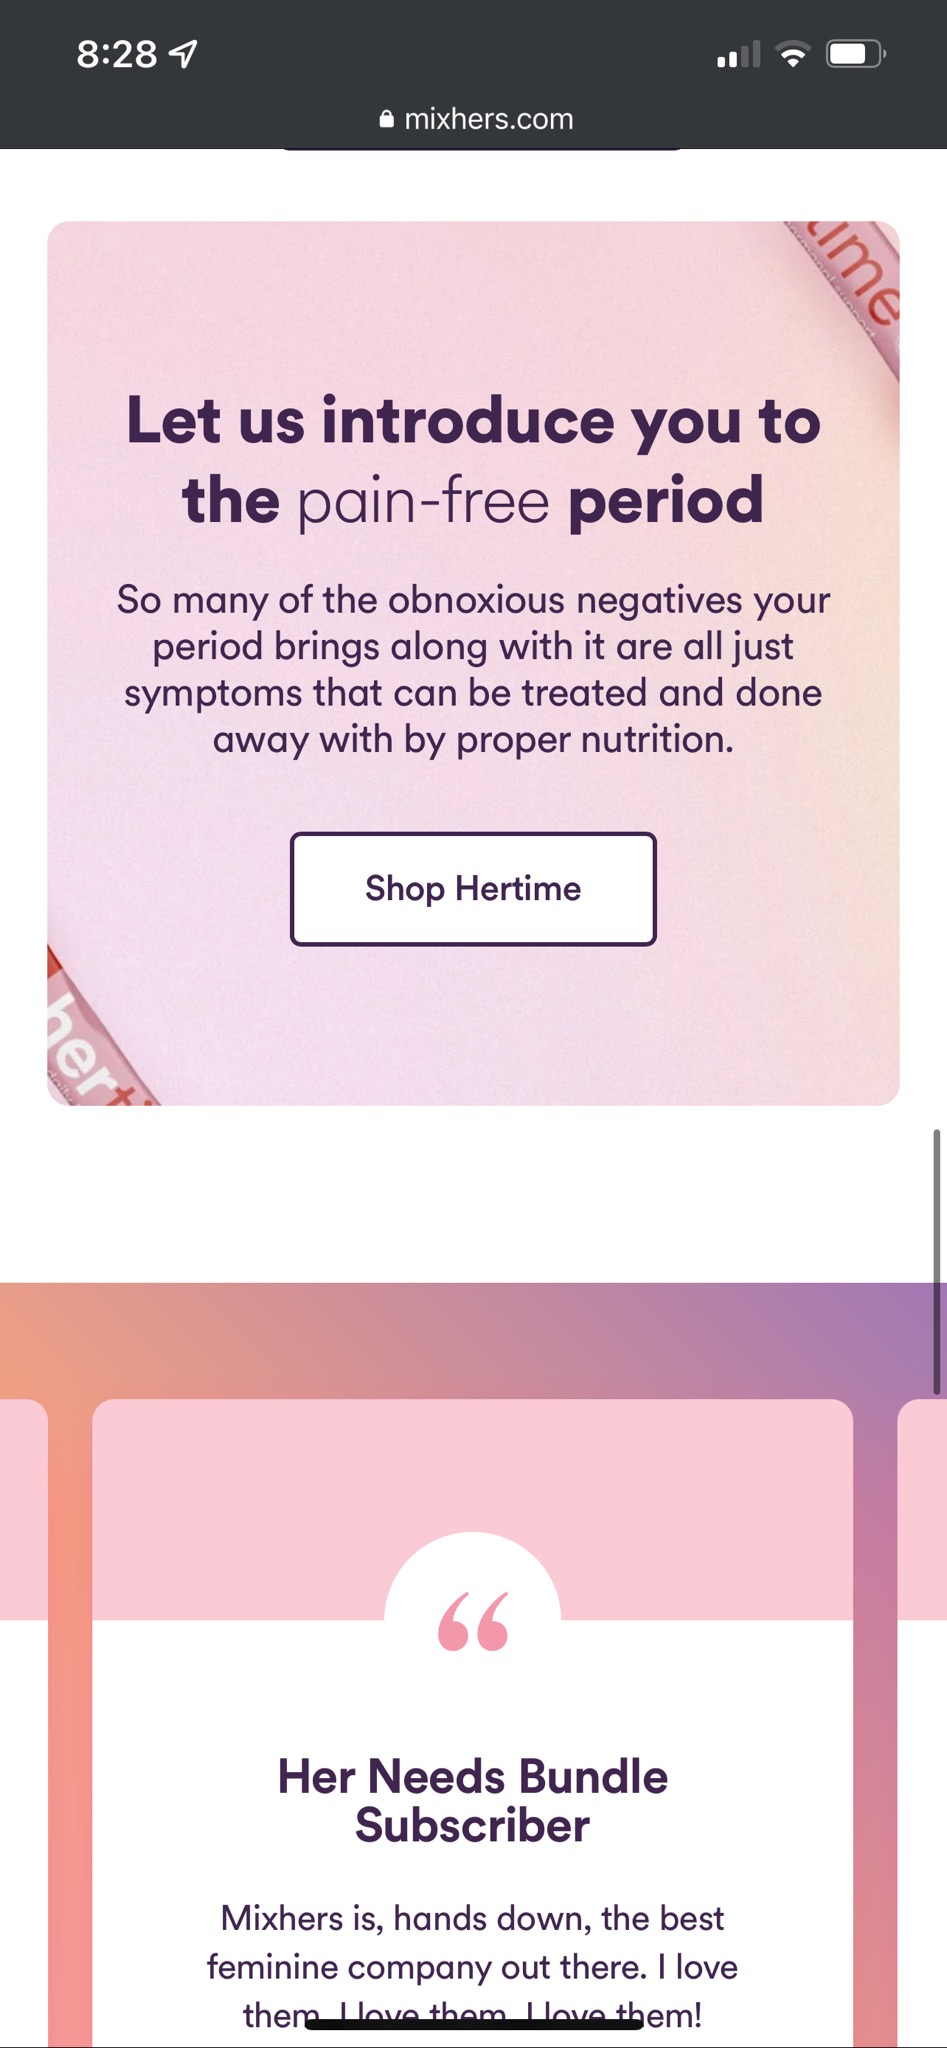 8:28
mixhers.com
time
Let us introduce you to
the pain-free period
So many of the obnoxious negatives your
period brings along with it are all just
symptoms that can be treated and done
away with by proper nutrition.
Shop Hertime
her
“
Her Needs Bundle
Subscriber
Mixhers is, hands down, the best
feminine company out there. I love
them. I love them. I love them!